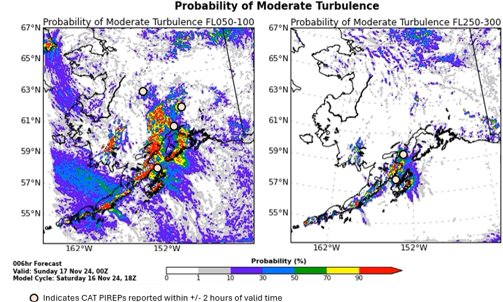 Probability of Moderate Turbulence
Probability of Moderate Turbulence FL050-100
Probability of Moderate Turbulence FL250-300
67°N
65°N
63°N
61°N
59°N
57°N
55°N
162°W
152°W
67°N
65°N
63°N
61°N
59°N
57°N
55°N
162°W
152°W
006hr Forecast
Valid: Sunday 17 Nov 24, 00Z
Model Cycle: Saturday 16 Nov 24, 18Z
Probability (%)
0 1 10 30 50 70 90
Indicates CAT PIREPs reported within +/- 2 hours of valid time